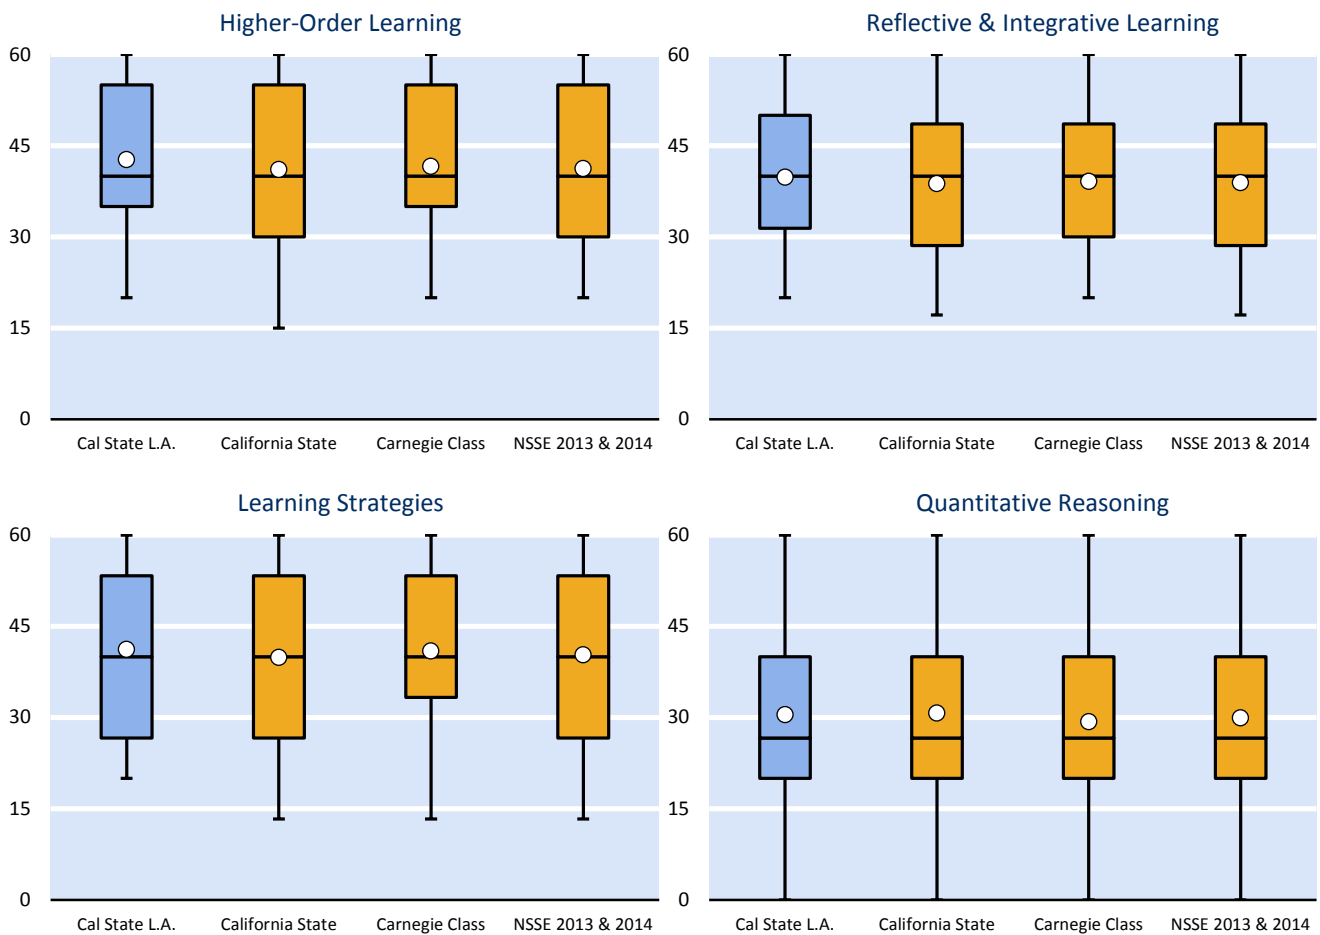 Higher-Order Learning
60
45
30
15
0
Cal State L.A. California State Carnegie Class NSSE 2013 & 2014
Reflective & Integrative Learning
60
45
30
15
0
Cal State L.A. California State Carnegie Class NSSE 2013 & 2014
Learning Strategies
60
45
30
15
0
Cal State L.A. California State Carnegie Class NSSE 2013 & 2014
Quantitative Reasoning
60
45
30
15
0
Cal State L.A. California State Carnegie Class NSSE 2013 & 2014